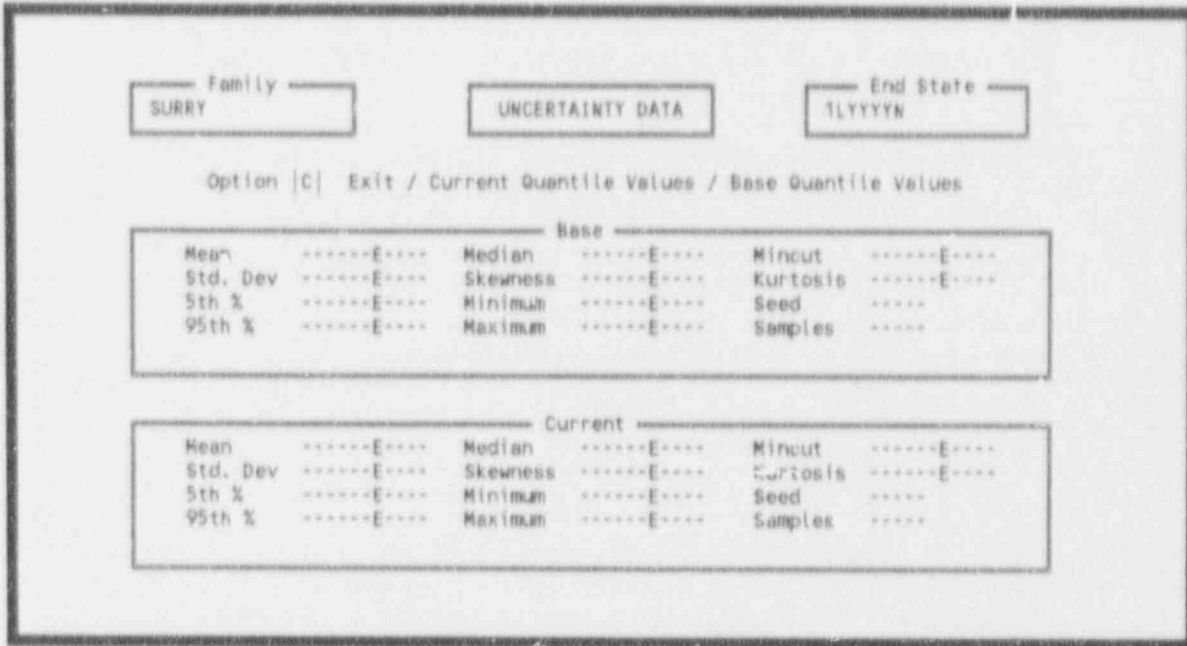 Family
SURRY
UNCERTAINTY DATA
End State
1LYYYYN
Option |C| Exit / Current Quantile Values / Base Quantile Values
Base
Mean ------E---- Median ------E---- Mincut ------E----
Std. Dev ------E---- Skewness ------E---- Kurtosis ------E----
5th % ------E---- Minimum ------E---- Seed -----
95th % ------E---- Maximum ------E---- Samples -----
Current
Mean ------E---- Median ------E---- Mincut ------E----
Std. Dev ------E---- Skewness ------E---- Kurtosis ------E----
5th % ------E---- Minimum ------E---- Seed -----
95th % ------E---- Maximum ------E---- Samples -----